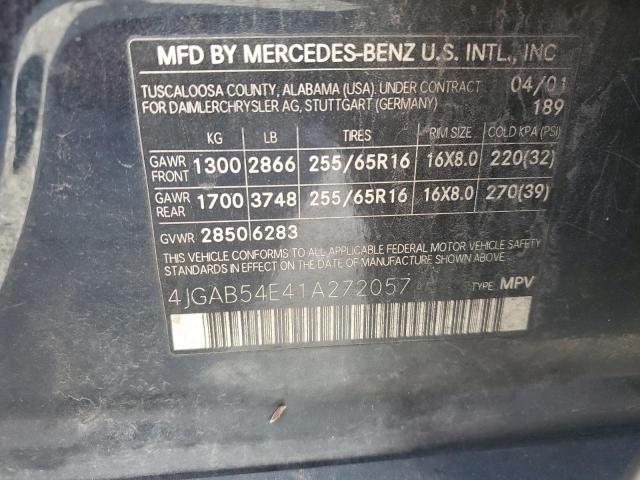 MFD BY MERCEDES-BENZ U.S. INTL., INC
TUSCALOOSA COUNTY, ALABAMA (USA) UNDER CONTRACT 04/01
FOR DAIMLERCHRYSLER AG, STUTTGART (GERMANY) 189
KG LB TIRES RIM SIZE COLD KPA (PSI)
GAWR FRONT 1300 2866 255/65R16 16X8.0 220(32)
GAWR REAR 1700 3748 255/65R16 16X8.0 270(39)
GVWR 2850 6283
THIS VEHICLE CONFORMS TO ALL APPLICABLE FEDERAL MOTOR VEHICLE SAFETY
STANDARDS IN EFFECT ON THE DATE OF MANUFACTURE SHOWN ABOVE.
4JGAB54E41A272057 TYPE: MPV